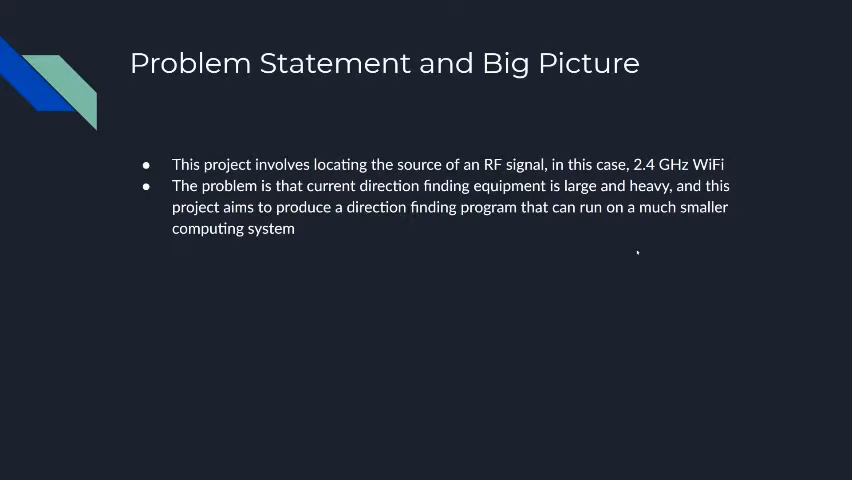 Problem Statement and Big Picture
● This project involves locating the source of an RF signal, in this case, 2.4 GHz WiFi
● The problem is that current direction finding equipment is large and heavy, and this
project aims to produce a direction finding program that can run on a much smaller
computing system